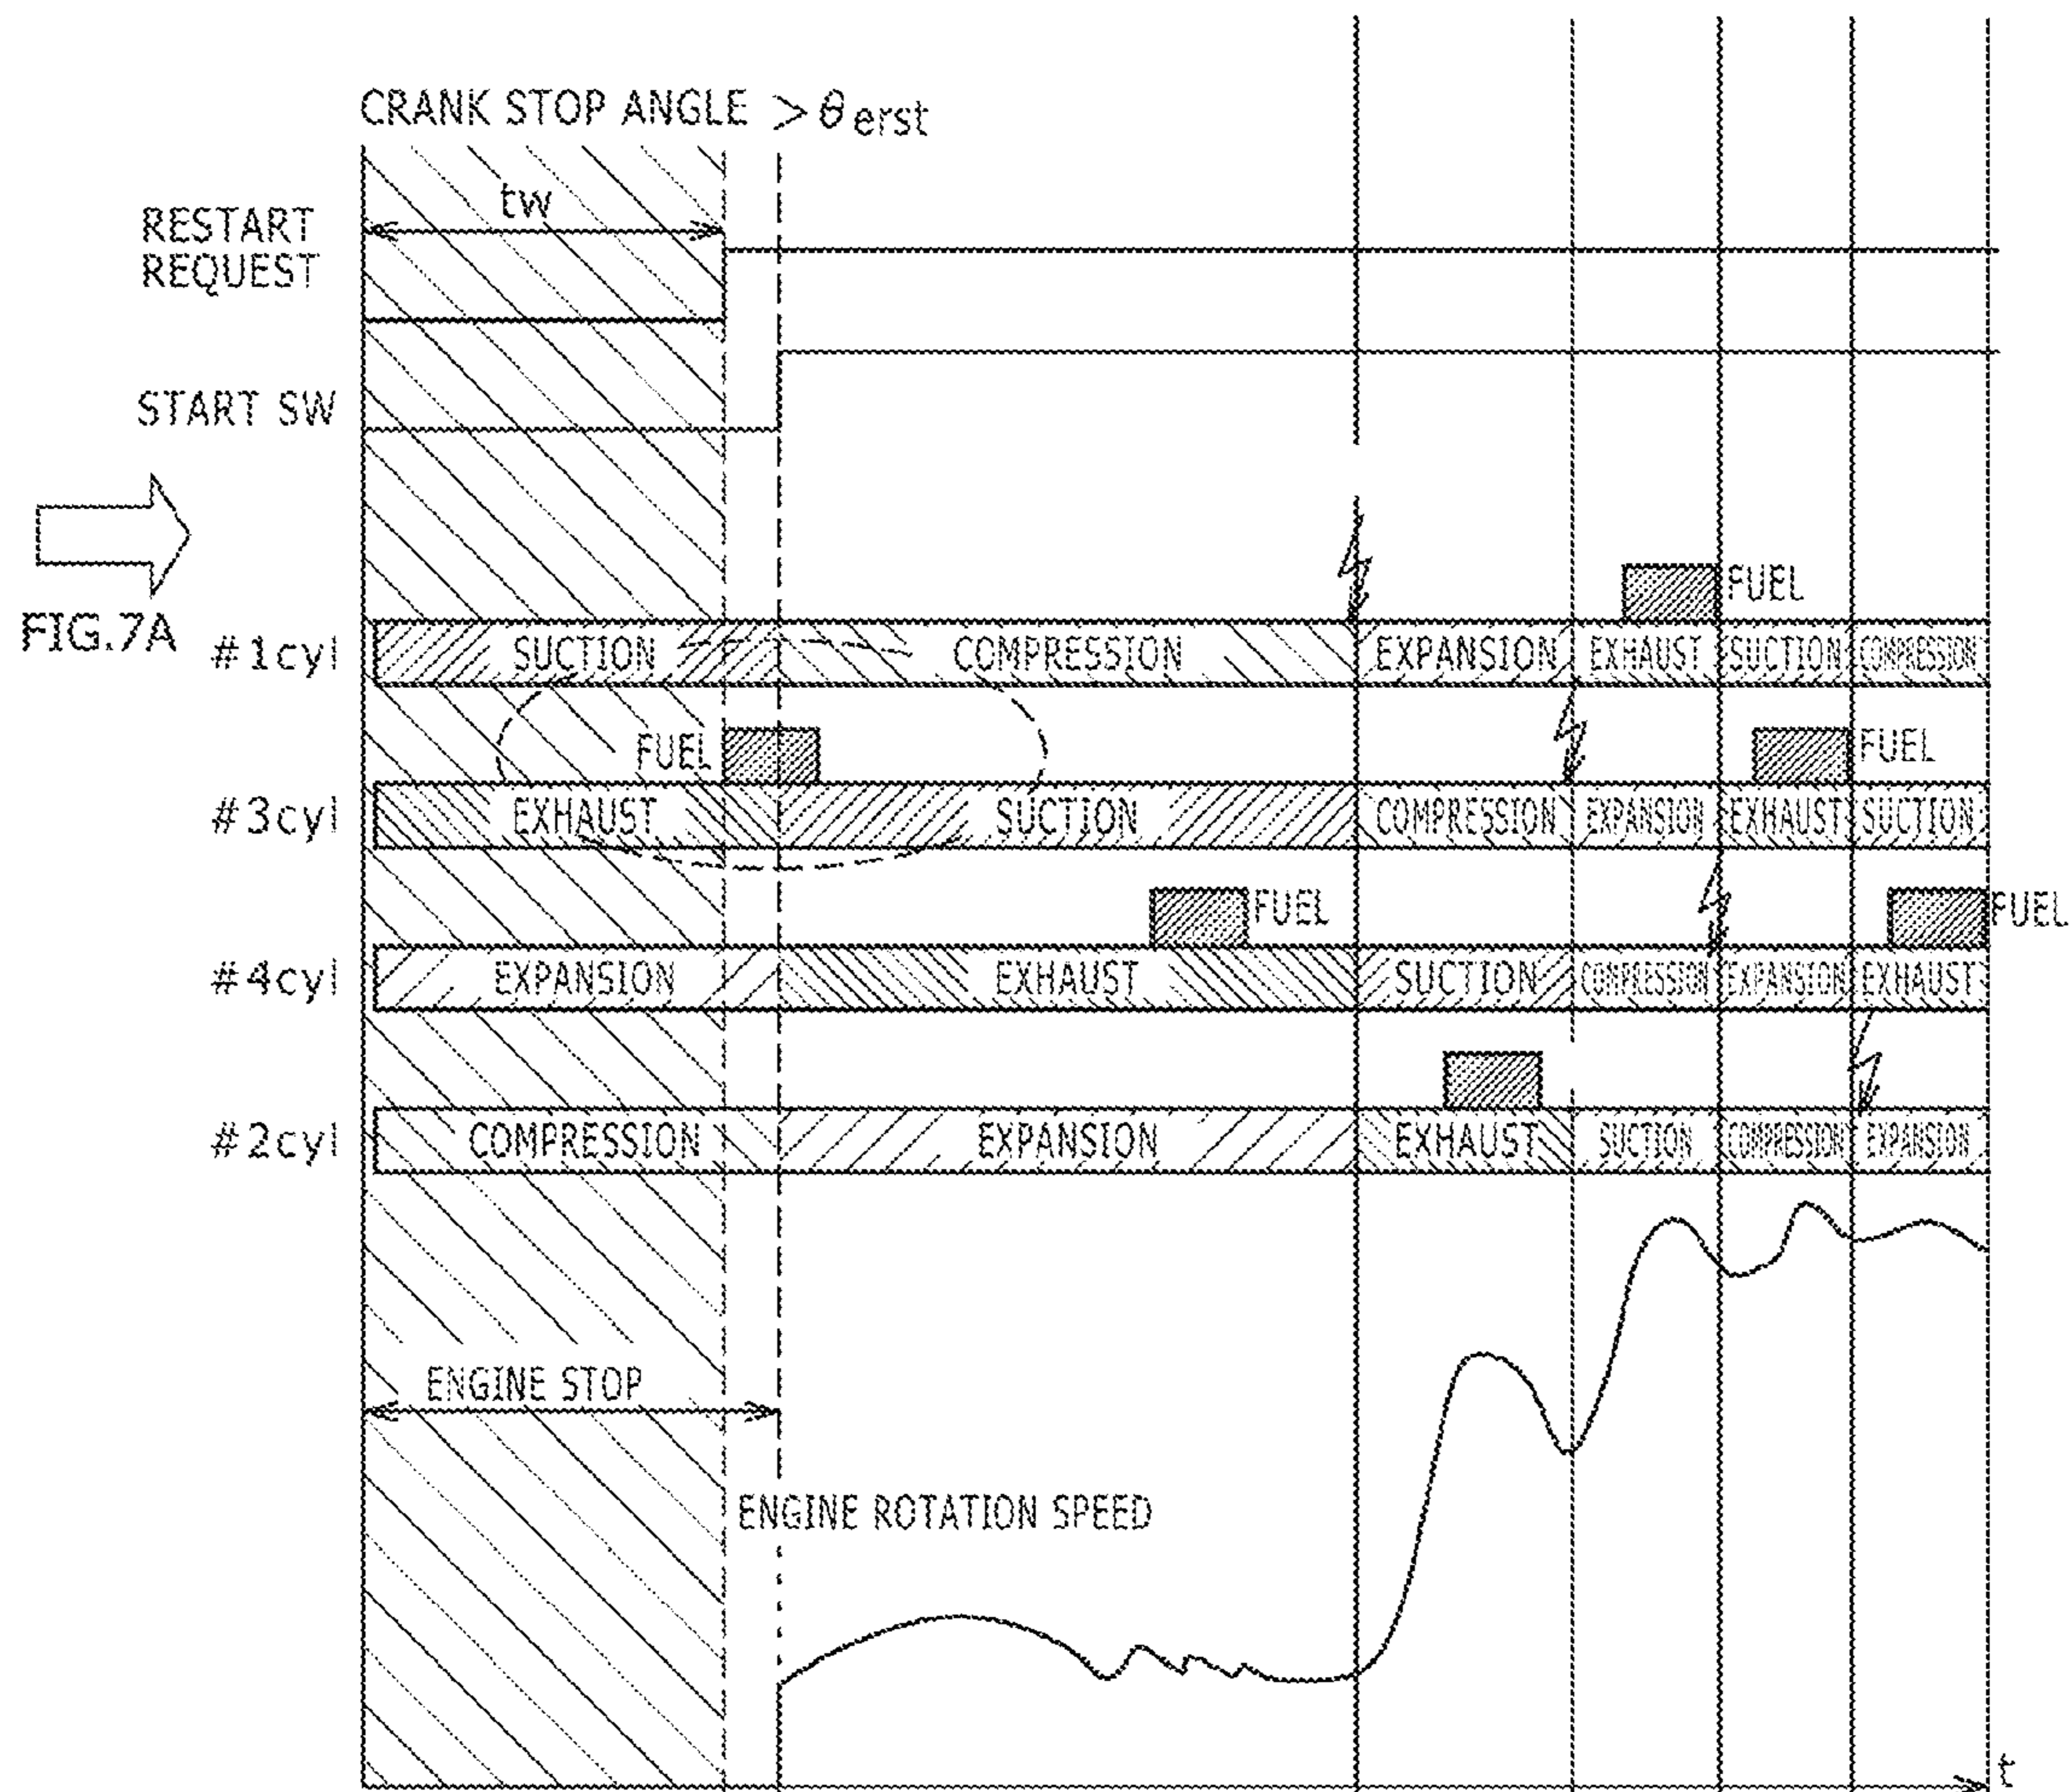 CRANK STOP ANGLE > θerst
tw
RESTART
REQUEST
START SW
FIG.7A
FUEL
#1cyl SUCTION COMPRESSION EXPANSION EXHAUST SUCTION COMPRESSION
FUEL FUEL
#3cyl EXHAUST SUCTION COMPRESSION EXPANSION EXHAUST SUCTION
FUEL FUEL
#4cyl EXPANSION EXHAUST SUCTION COMPRESSION EXPANSION EXHAUST
#2cyl COMPRESSION EXPANSION EXHAUST SUCTION COMPRESSION EXPANSION
ENGINE STOP
ENGINE ROTATION SPEED
t